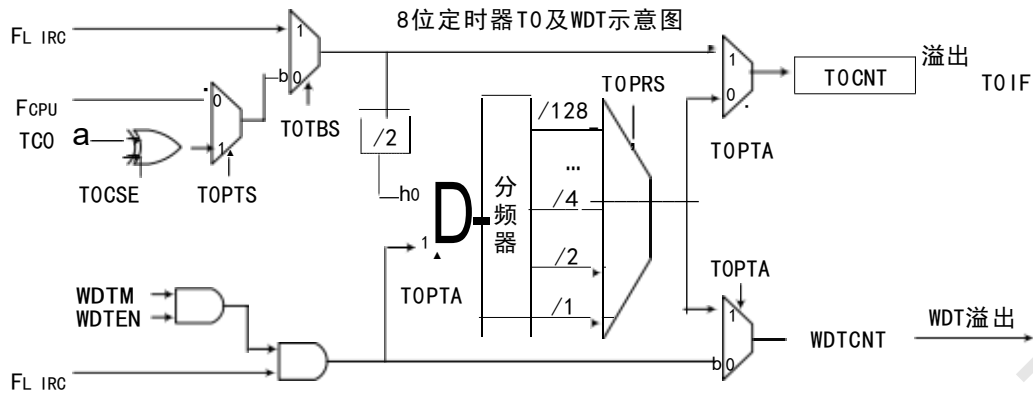 8位定时器T0及WDT示意图
FL IRC
1
b0
FCPU
0
TC0
a
1
T0CSE
T0PTS
T0TBS
/2
h0
1
D
T0PTA
分频器
/128
…
/4
/2
/1
T0PRS
1
0
T0PTA
T0CNT
溢出
T0IF
WDTM
WDTEN
FL IRC
T0PTA
1
b0
WDTCNT
WDT溢出